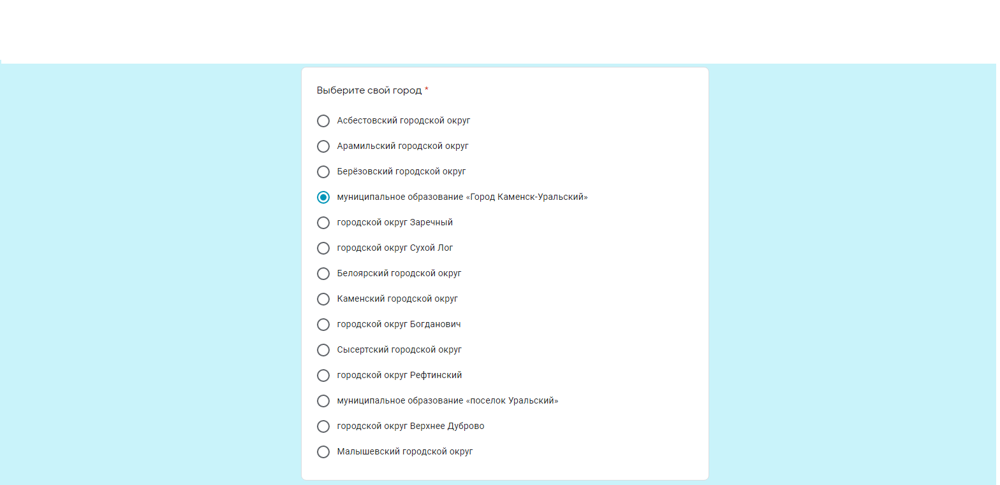 Выберите свой город *
Асбестовский городской округ
Арамильский городской округ
Берёзовский городской округ
муниципальное образование «Город Каменск-Уральский»
городской округ Заречный
городской округ Сухой Лог
Белоярский городской округ
Каменский городской округ
городской округ Богданович
Сысертский городской округ
городской округ Рефтинский
муниципальное образование «поселок Уральский»
городской округ Верхнее Дуброво
Малышевский городской округ